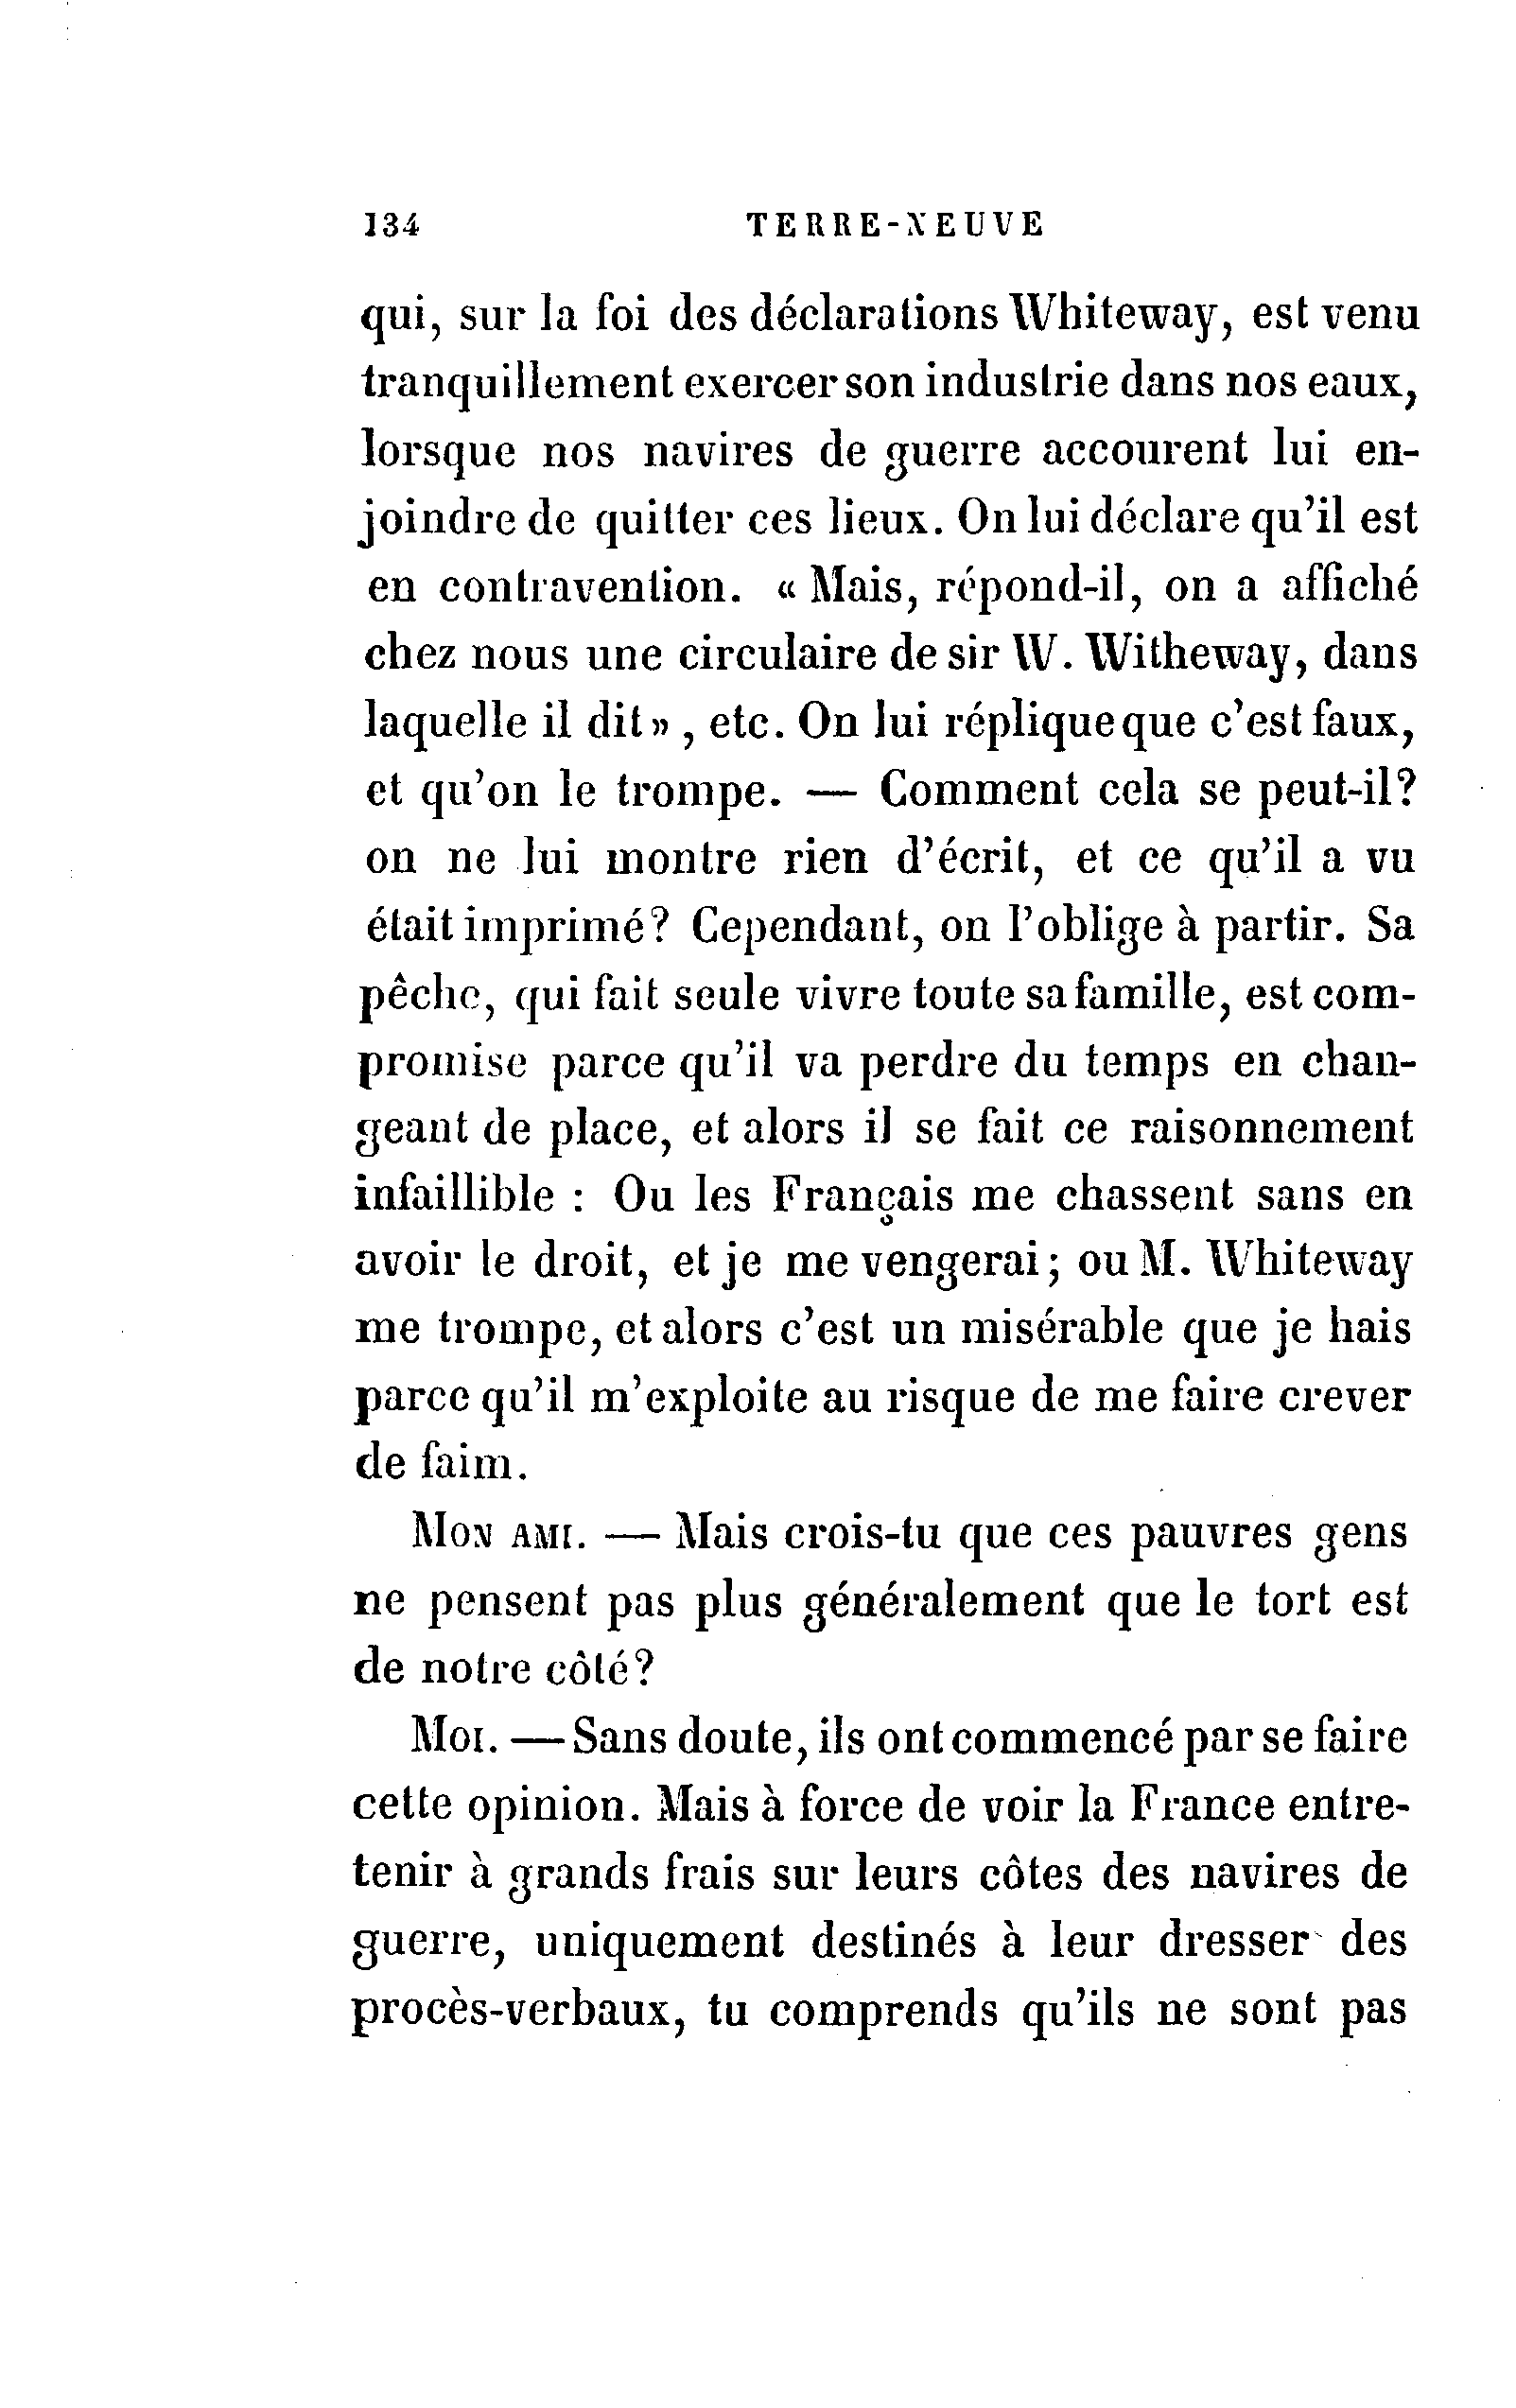 134 TERRE-NEUVE
qui, sur la foi des déclarations Whiteway, est venu
tranquillement exercer son industrie dans nos eaux,
lorsque nos navires de guerre accourent lui en-
joindre de quitter ces lieux. On lui déclare qu'il est
en contravention. « Mais, répond-il, on a affiché
chez nous une circulaire de sir W. Witheway, dans
laquelle il dit » , etc. On lui réplique que c'est faux,
et qu'on le trompe. — Comment cela se peut-il?
on ne lui montre rien d'écrit, et ce qu'il a vu
était imprimé? Cependant, on l'oblige à partir. Sa
pêche, qui fait seule vivre toute sa famille, est com-
promise parce qu'il va perdre du temps en chan-
geant de place, et alors il se fait ce raisonnement
infaillible : Ou les Français me chassent sans en
avoir le droit, et je me vengerai; ou M. Whiteway
me trompe, et alors c'est un misérable que je hais
parce qu'il m'exploite au risque de me faire crever
de faim.
MON AMI. — Mais crois-tu que ces pauvres gens
ne pensent pas plus généralement que le tort est
de notre côté?
MOI. — Sans doute, ils ont commencé par se faire
cette opinion. Mais à force de voir la France entre-
tenir à grands frais sur leurs côtes des navires de
guerre, uniquement destinés à leur dresser des
procès-verbaux, tu comprends qu'ils ne sont pas